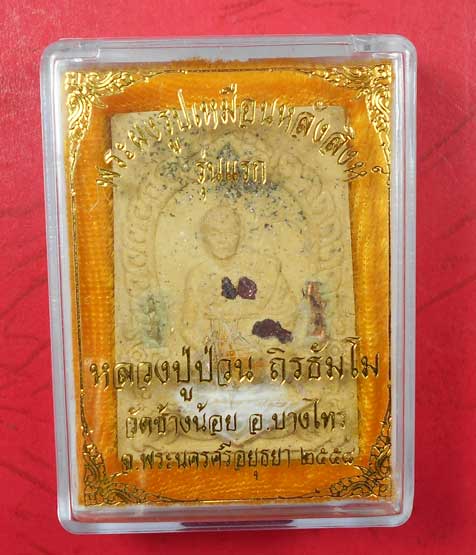 พระผงรูปเหมือนหลังสิงห์
รุ่นแรก
หลวงปู่ป่วน ถิรธัมโม
วัดช้างน้อย อ.บางไทร
จ.พระนครศรีอยุธยา ๒๕๕๘